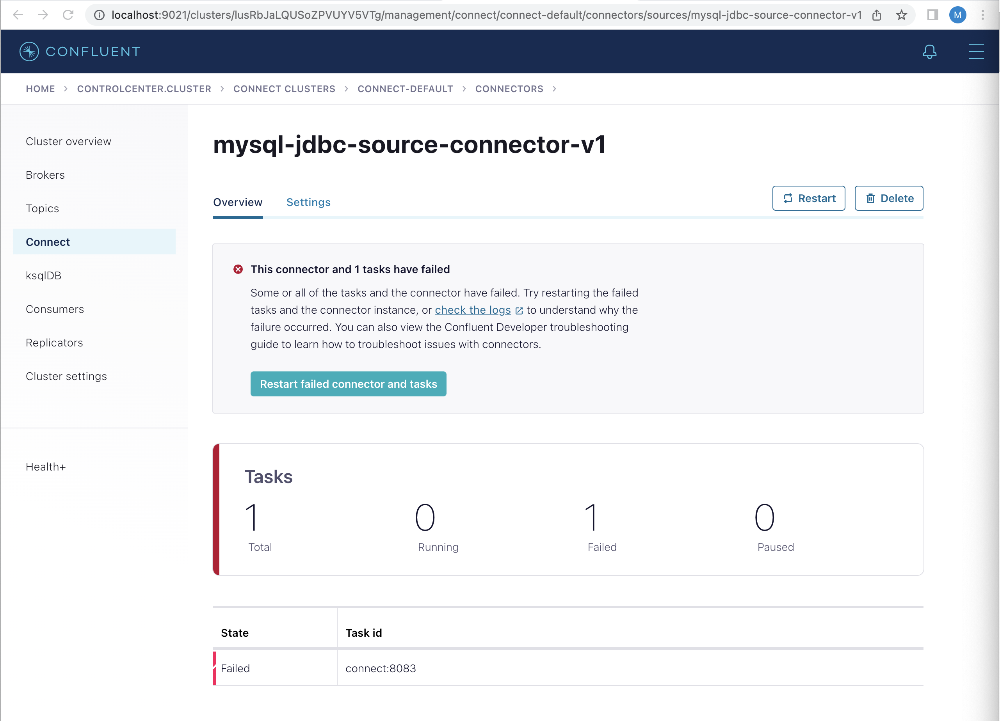 localhost:9021/clusters/lusRbJaLQUSoZPVUYV5VTg/management/connect/connect-default/connectors/sources/mysql-jdbc-source-connector-v1
M
CONFLUENT
HOME > CONTROLCENTER.CLUSTER > CONNECT CLUSTERS > CONNECT-DEFAULT > CONNECTORS >
Cluster overview
Brokers
Topics
Connect
ksqlDB
Consumers
Replicators
Cluster settings
Health+
mysql-jdbc-source-connector-v1
Overview Settings
Restart Delete
This connector and 1 tasks have failed
Some or all of the tasks and the connector have failed. Try restarting the failed
tasks and the connector instance, or check the logs to understand why the
failure occurred. You can also view the Confluent Developer troubleshooting
guide to learn how to troubleshoot issues with connectors.
Restart failed connector and tasks
Tasks
1 0 1 0
Total Running Failed Paused
State Task id
Failed connect:8083